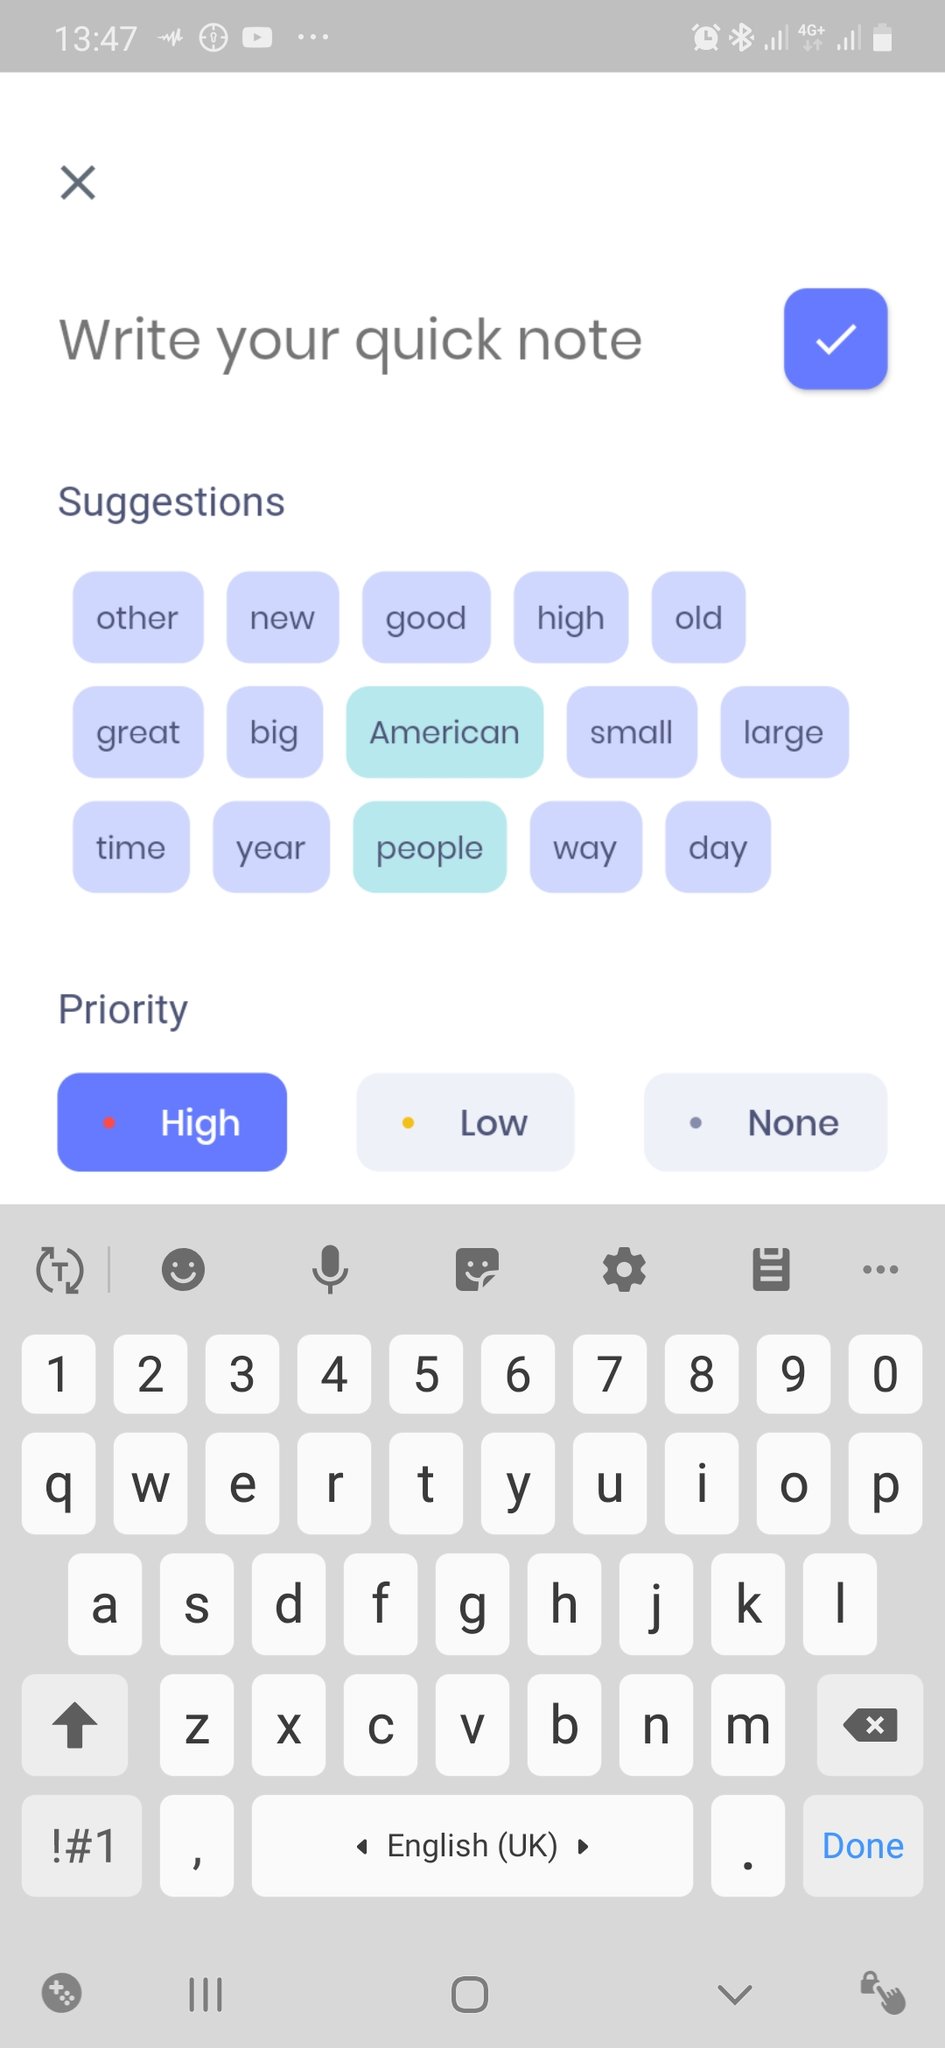 13:47 4G+
Write your quick note
Suggestions
other new good high old
great big American small large
time year people way day
Priority
High Low None
T
1 2 3 4 5 6 7 8 9 0
q w e r t y u i o p
a s d f g h j k l
z x c v b n m
!#1 , English (UK) . Done